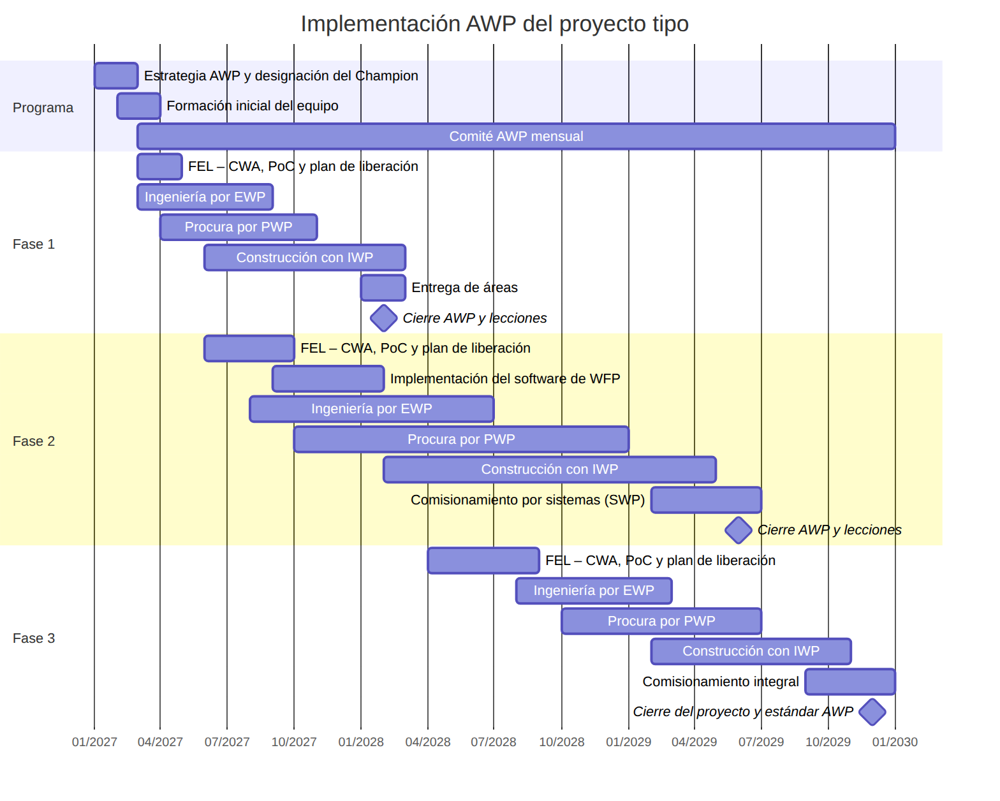 Implementación AWP del proyecto tipo
Programa
Estrategia AWP y designación del Champion
Formación inicial del equipo
Comité AWP mensual
Fase 1
FEL – CWA, PoC y plan de liberación
Ingeniería por EWP
Procura por PWP
Construcción con IWP
Entrega de áreas
Cierre AWP y lecciones
Fase 2
FEL – CWA, PoC y plan de liberación
Implementación del software de WFP
Ingeniería por EWP
Procura por PWP
Construcción con IWP
Comisionamiento por sistemas (SWP)
Cierre AWP y lecciones
Fase 3
FEL – CWA, PoC y plan de liberación
Ingeniería por EWP
Procura por PWP
Construcción con IWP
Comisionamiento integral
Cierre del proyecto y estándar AWP
01/2027 04/2027 07/2027 10/2027 01/2028 04/2028 07/2028 10/2028 01/2029 04/2029 07/2029 10/2029 01/2030